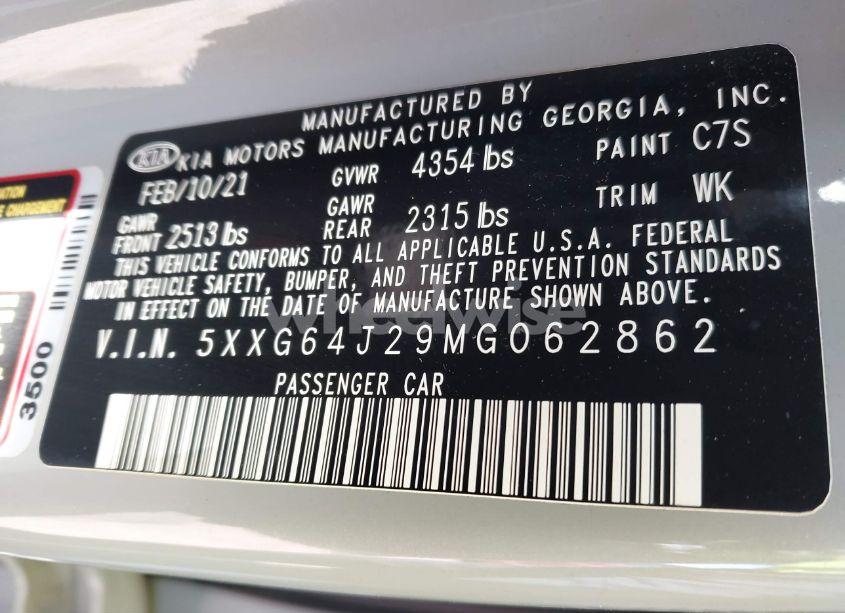 MANUFACTURED BY
KIA KIA MOTORS MANUFACTURING GEORGIA, INC.
FEB/10/21 GVWR 4354 lbs PAINT C7S
GAWR FRONT 2513 lbs GAWR REAR 2315 lbs TRIM WK
THIS VEHICLE CONFORMS TO ALL APPLICABLE U.S.A. FEDERAL
MOTOR VEHICLE SAFETY, BUMPER, AND THEFT PREVENTION STANDARDS
IN EFFECT ON THE DATE OF MANUFACTURE SHOWN ABOVE.
V.I.N. 5XXG64J29MG062862
PASSENGER CAR
3500
wheelwise